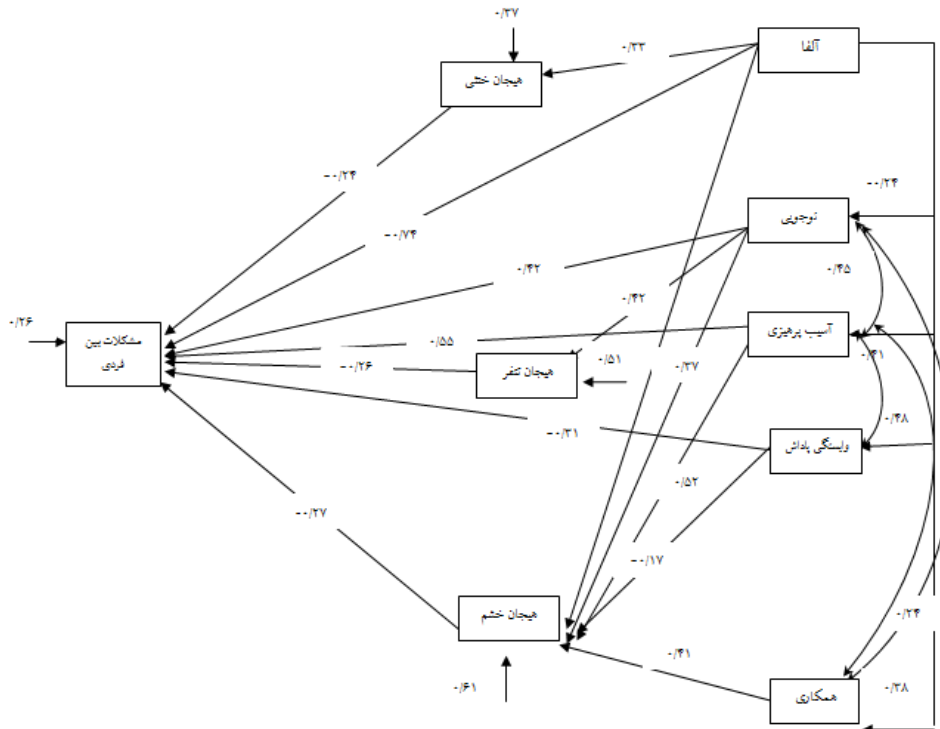 ۰/۳۷
آلفا
۰/۳۳
هیجان خنثی
-۰/۲۴
-۰/۲۴
نوجویی
-۰/۷۴
۰/۴۲
۰/۴۵
۰/۴۲
آسیب پرهیزی
۰/۲۶
مشکلات بین
فردی
۰/۵۵
۰/۵۱
۰/۳۷
۰/۴۱
-۰/۲۶
هیجان تنفر
۰/۴۸
-۰/۳۱
وابستگی پاداش
۰/۵۲
-۰/۲۷
-۰/۱۷
هیجان خشم
۰/۲۴
۰/۴۱
۰/۶۱
همکاری
۰/۳۸